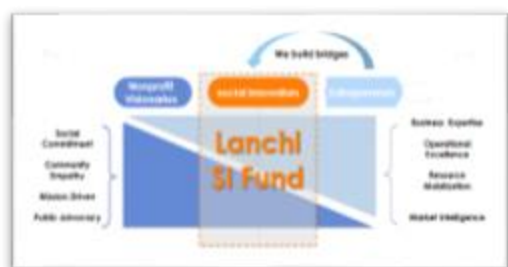 We build bridges
Nonprofit
Visionaries
Social Innovation
Entrepreneurs
Lanchi
SI Fund
Social
Commitment
Community
Empathy
Mission Driven
Public Advocacy
Business Expertise
Operational
Excellence
Resource
Mobilization
Market Intelligence